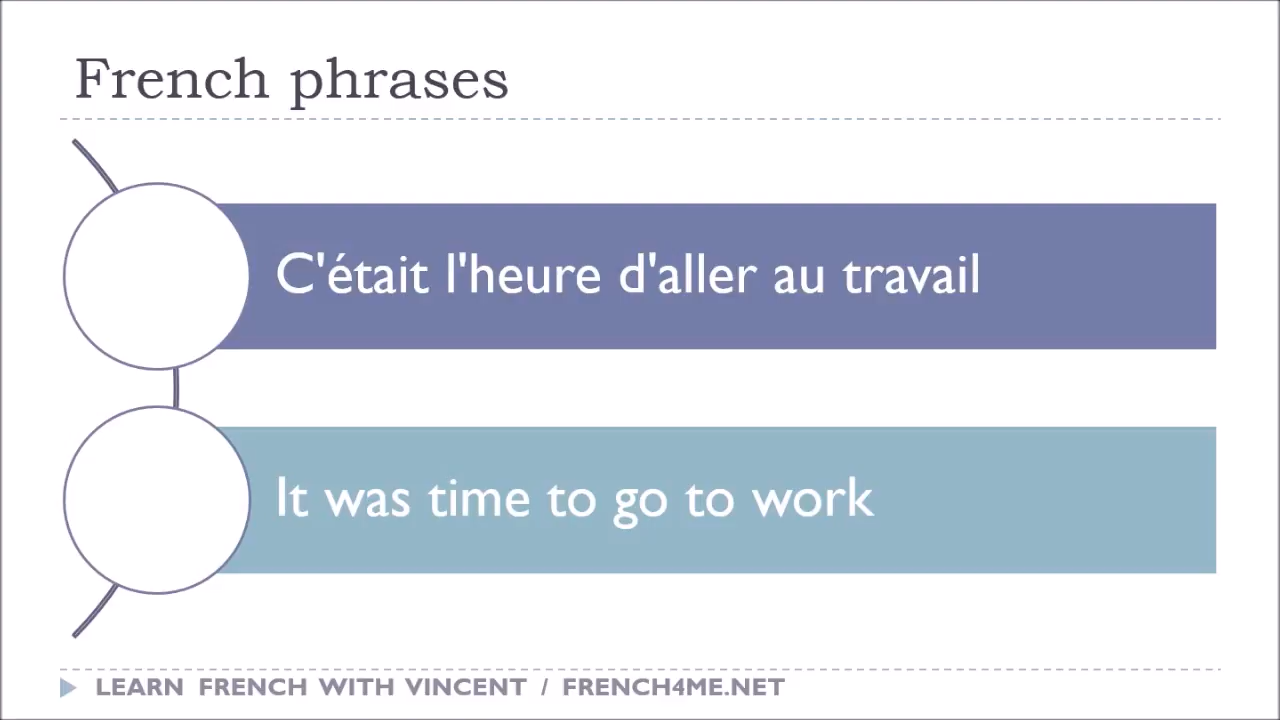 French phrases
C'était l'heure d'aller au travail
It was time to go to work
LEARN FRENCH WITH VINCENT / FRENCH4ME.NET